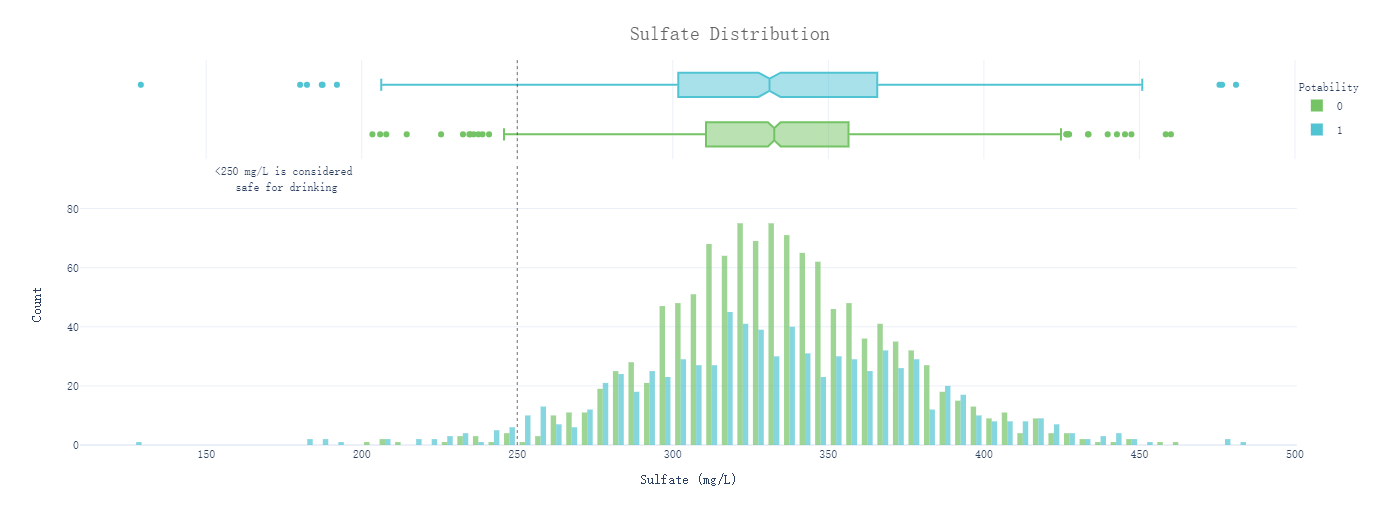 Sulfate Distribution
Potability
0
1
<250 mg/L is considered
safe for drinking
80
60
40
20
0
Count
150
200
250
300
350
400
450
500
Sulfate (mg/L)